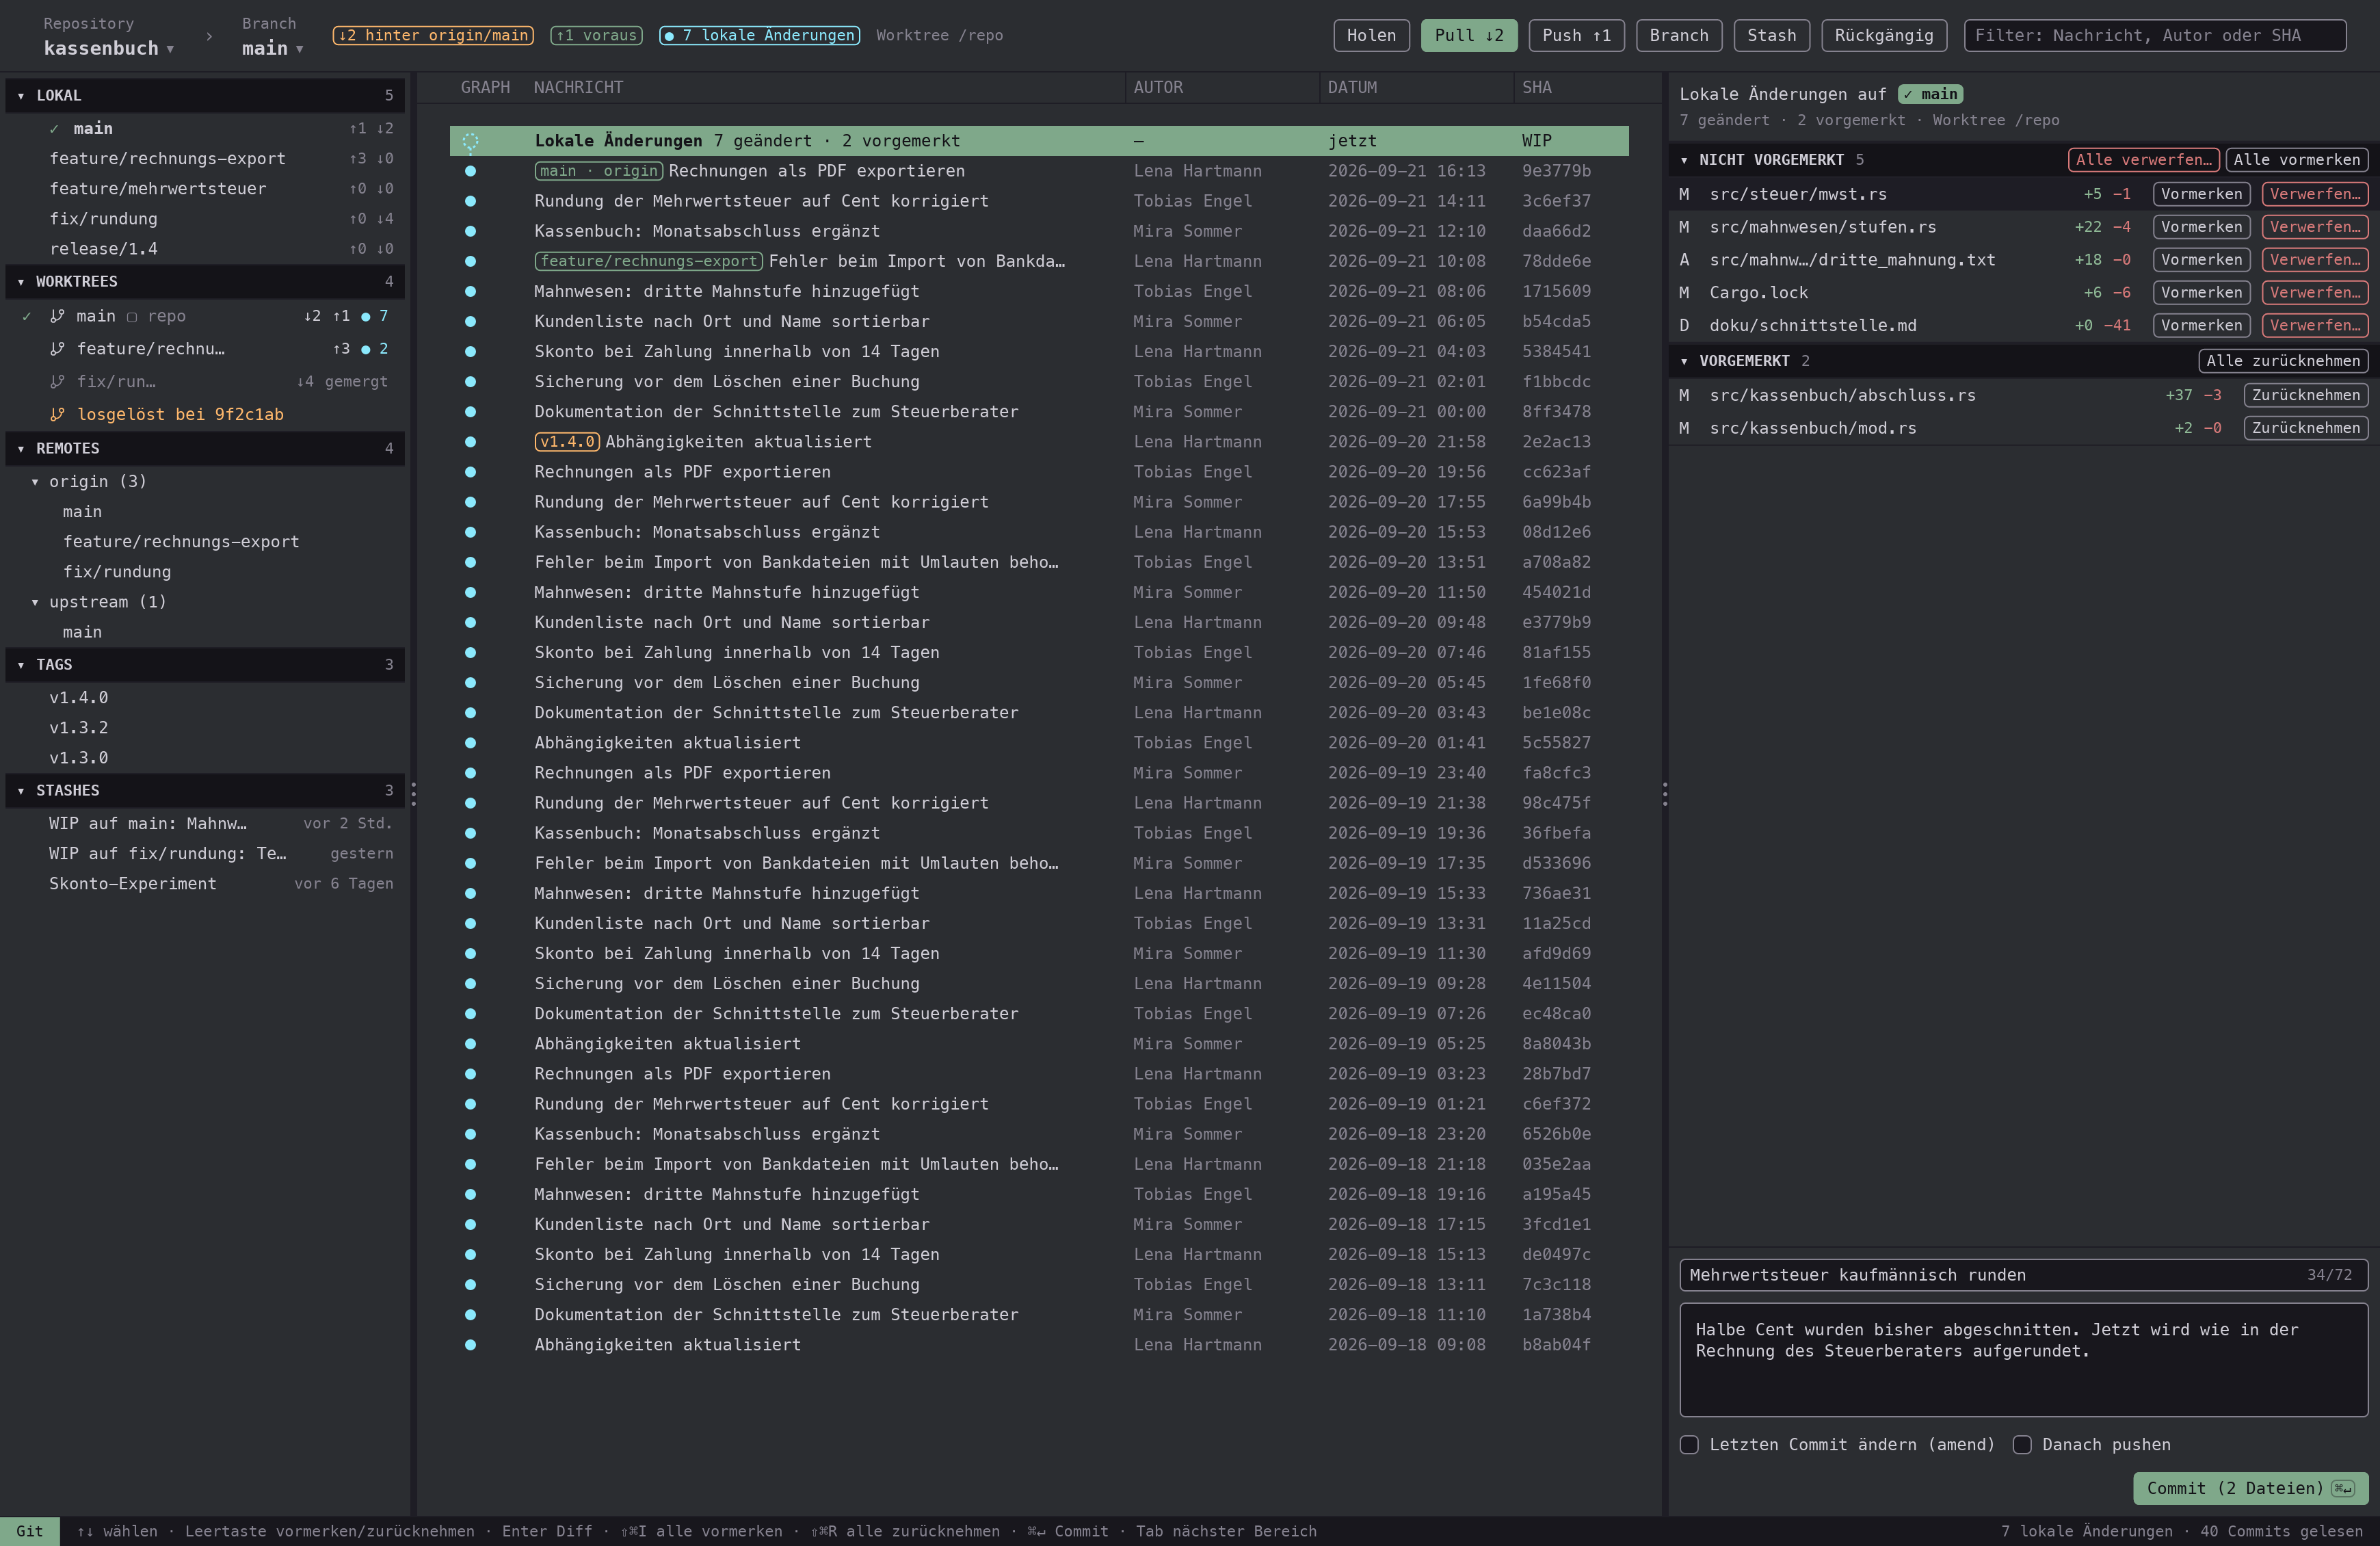 Repository
kassenbuch ▾
›
Branch
main ▾
↓2 hinter origin/main
↑1 voraus
● 7 lokale Änderungen
Worktree /repo
Holen
Pull ↓2
Push ↑1
Branch
Stash
Rückgängig
Filter: Nachricht, Autor oder SHA
▾ LOKAL 5
✓ main ↑1 ↓2
feature/rechnungs-export ↑3 ↓0
feature/mehrwertsteuer ↑0 ↓0
fix/rundung ↑0 ↓4
release/1.4 ↑0 ↓0
▾ WORKTREES 4
✓ main ▢ repo ↓2 ↑1 ● 7
feature/rechnu… ↑3 ● 2
fix/run… ↓4 gemergt
losgelöst bei 9f2c1ab
▾ REMOTES 4
▾ origin (3)
main
feature/rechnungs-export
fix/rundung
▾ upstream (1)
main
▾ TAGS 3
v1.4.0
v1.3.2
v1.3.0
▾ STASHES 3
WIP auf main: Mahnw… vor 2 Std.
WIP auf fix/rundung: Te… gestern
Skonto-Experiment vor 6 Tagen
GRAPH NACHRICHT AUTOR DATUM SHA
Lokale Änderungen 7 geändert · 2 vorgemerkt — jetzt WIP
main · origin Rechnungen als PDF exportieren Lena Hartmann 2026-09-21 16:13 9e3779b
Rundung der Mehrwertsteuer auf Cent korrigiert Tobias Engel 2026-09-21 14:11 3c6ef37
Kassenbuch: Monatsabschluss ergänzt Mira Sommer 2026-09-21 12:10 daa66d2
feature/rechnungs-export Fehler beim Import von Bankda… Lena Hartmann 2026-09-21 10:08 78dde6e
Mahnwesen: dritte Mahnstufe hinzugefügt Tobias Engel 2026-09-21 08:06 1715609
Kundenliste nach Ort und Name sortierbar Mira Sommer 2026-09-21 06:05 b54cda5
Skonto bei Zahlung innerhalb von 14 Tagen Lena Hartmann 2026-09-21 04:03 5384541
Sicherung vor dem Löschen einer Buchung Tobias Engel 2026-09-21 02:01 f1bbcdc
Dokumentation der Schnittstelle zum Steuerberater Mira Sommer 2026-09-21 00:00 8ff3478
v1.4.0 Abhängigkeiten aktualisiert Lena Hartmann 2026-09-20 21:58 2e2ac13
Rechnungen als PDF exportieren Tobias Engel 2026-09-20 19:56 cc623af
Rundung der Mehrwertsteuer auf Cent korrigiert Mira Sommer 2026-09-20 17:55 6a99b4b
Kassenbuch: Monatsabschluss ergänzt Lena Hartmann 2026-09-20 15:53 08d12e6
Fehler beim Import von Bankdateien mit Umlauten beho… Tobias Engel 2026-09-20 13:51 a708a82
Mahnwesen: dritte Mahnstufe hinzugefügt Mira Sommer 2026-09-20 11:50 454021d
Kundenliste nach Ort und Name sortierbar Lena Hartmann 2026-09-20 09:48 e3779b9
Skonto bei Zahlung innerhalb von 14 Tagen Tobias Engel 2026-09-20 07:46 81af155
Sicherung vor dem Löschen einer Buchung Mira Sommer 2026-09-20 05:45 1fe68f0
Dokumentation der Schnittstelle zum Steuerberater Lena Hartmann 2026-09-20 03:43 be1e08c
Abhängigkeiten aktualisiert Tobias Engel 2026-09-20 01:41 5c55827
Rechnungen als PDF exportieren Mira Sommer 2026-09-19 23:40 fa8cfc3
Rundung der Mehrwertsteuer auf Cent korrigiert Lena Hartmann 2026-09-19 21:38 98c475f
Kassenbuch: Monatsabschluss ergänzt Tobias Engel 2026-09-19 19:36 36fbefa
Fehler beim Import von Bankdateien mit Umlauten beho… Mira Sommer 2026-09-19 17:35 d533696
Mahnwesen: dritte Mahnstufe hinzugefügt Lena Hartmann 2026-09-19 15:33 736ae31
Kundenliste nach Ort und Name sortierbar Tobias Engel 2026-09-19 13:31 11a25cd
Skonto bei Zahlung innerhalb von 14 Tagen Mira Sommer 2026-09-19 11:30 afd9d69
Sicherung vor dem Löschen einer Buchung Lena Hartmann 2026-09-19 09:28 4e11504
Dokumentation der Schnittstelle zum Steuerberater Tobias Engel 2026-09-19 07:26 ec48ca0
Abhängigkeiten aktualisiert Mira Sommer 2026-09-19 05:25 8a8043b
Rechnungen als PDF exportieren Lena Hartmann 2026-09-19 03:23 28b7bd7
Rundung der Mehrwertsteuer auf Cent korrigiert Tobias Engel 2026-09-19 01:21 c6ef372
Kassenbuch: Monatsabschluss ergänzt Mira Sommer 2026-09-18 23:20 6526b0e
Fehler beim Import von Bankdateien mit Umlauten beho… Lena Hartmann 2026-09-18 21:18 035e2aa
Mahnwesen: dritte Mahnstufe hinzugefügt Tobias Engel 2026-09-18 19:16 a195a45
Kundenliste nach Ort und Name sortierbar Mira Sommer 2026-09-18 17:15 3fcd1e1
Skonto bei Zahlung innerhalb von 14 Tagen Lena Hartmann 2026-09-18 15:13 de0497c
Sicherung vor dem Löschen einer Buchung Tobias Engel 2026-09-18 13:11 7c3c118
Dokumentation der Schnittstelle zum Steuerberater Mira Sommer 2026-09-18 11:10 1a738b4
Abhängigkeiten aktualisiert Lena Hartmann 2026-09-18 09:08 b8ab04f
Lokale Änderungen auf ✓ main
7 geändert · 2 vorgemerkt · Worktree /repo
▾ NICHT VORGEMERKT 5 Alle verwerfen… Alle vormerken
M src/steuer/mwst.rs +5 −1 Vormerken Verwerfen…
M src/mahnwesen/stufen.rs +22 −4 Vormerken Verwerfen…
A src/mahnw…/dritte_mahnung.txt +18 −0 Vormerken Verwerfen…
M Cargo.lock +6 −6 Vormerken Verwerfen…
D doku/schnittstelle.md +0 −41 Vormerken Verwerfen…
▾ VORGEMERKT 2 Alle zurücknehmen
M src/kassenbuch/abschluss.rs +37 −3 Zurücknehmen
M src/kassenbuch/mod.rs +2 −0 Zurücknehmen
Mehrwertsteuer kaufmännisch runden 34/72
Halbe Cent wurden bisher abgeschnitten. Jetzt wird wie in der
Rechnung des Steuerberaters aufgerundet.
Letzten Commit ändern (amend) Danach pushen
Commit (2 Dateien) ⌘↵
Git ↑↓ wählen · Leertaste vormerken/zurücknehmen · Enter Diff · ⇧⌘I alle vormerken · ⇧⌘R alle zurücknehmen · ⌘↵ Commit · Tab nächster Bereich
7 lokale Änderungen · 40 Commits gelesen